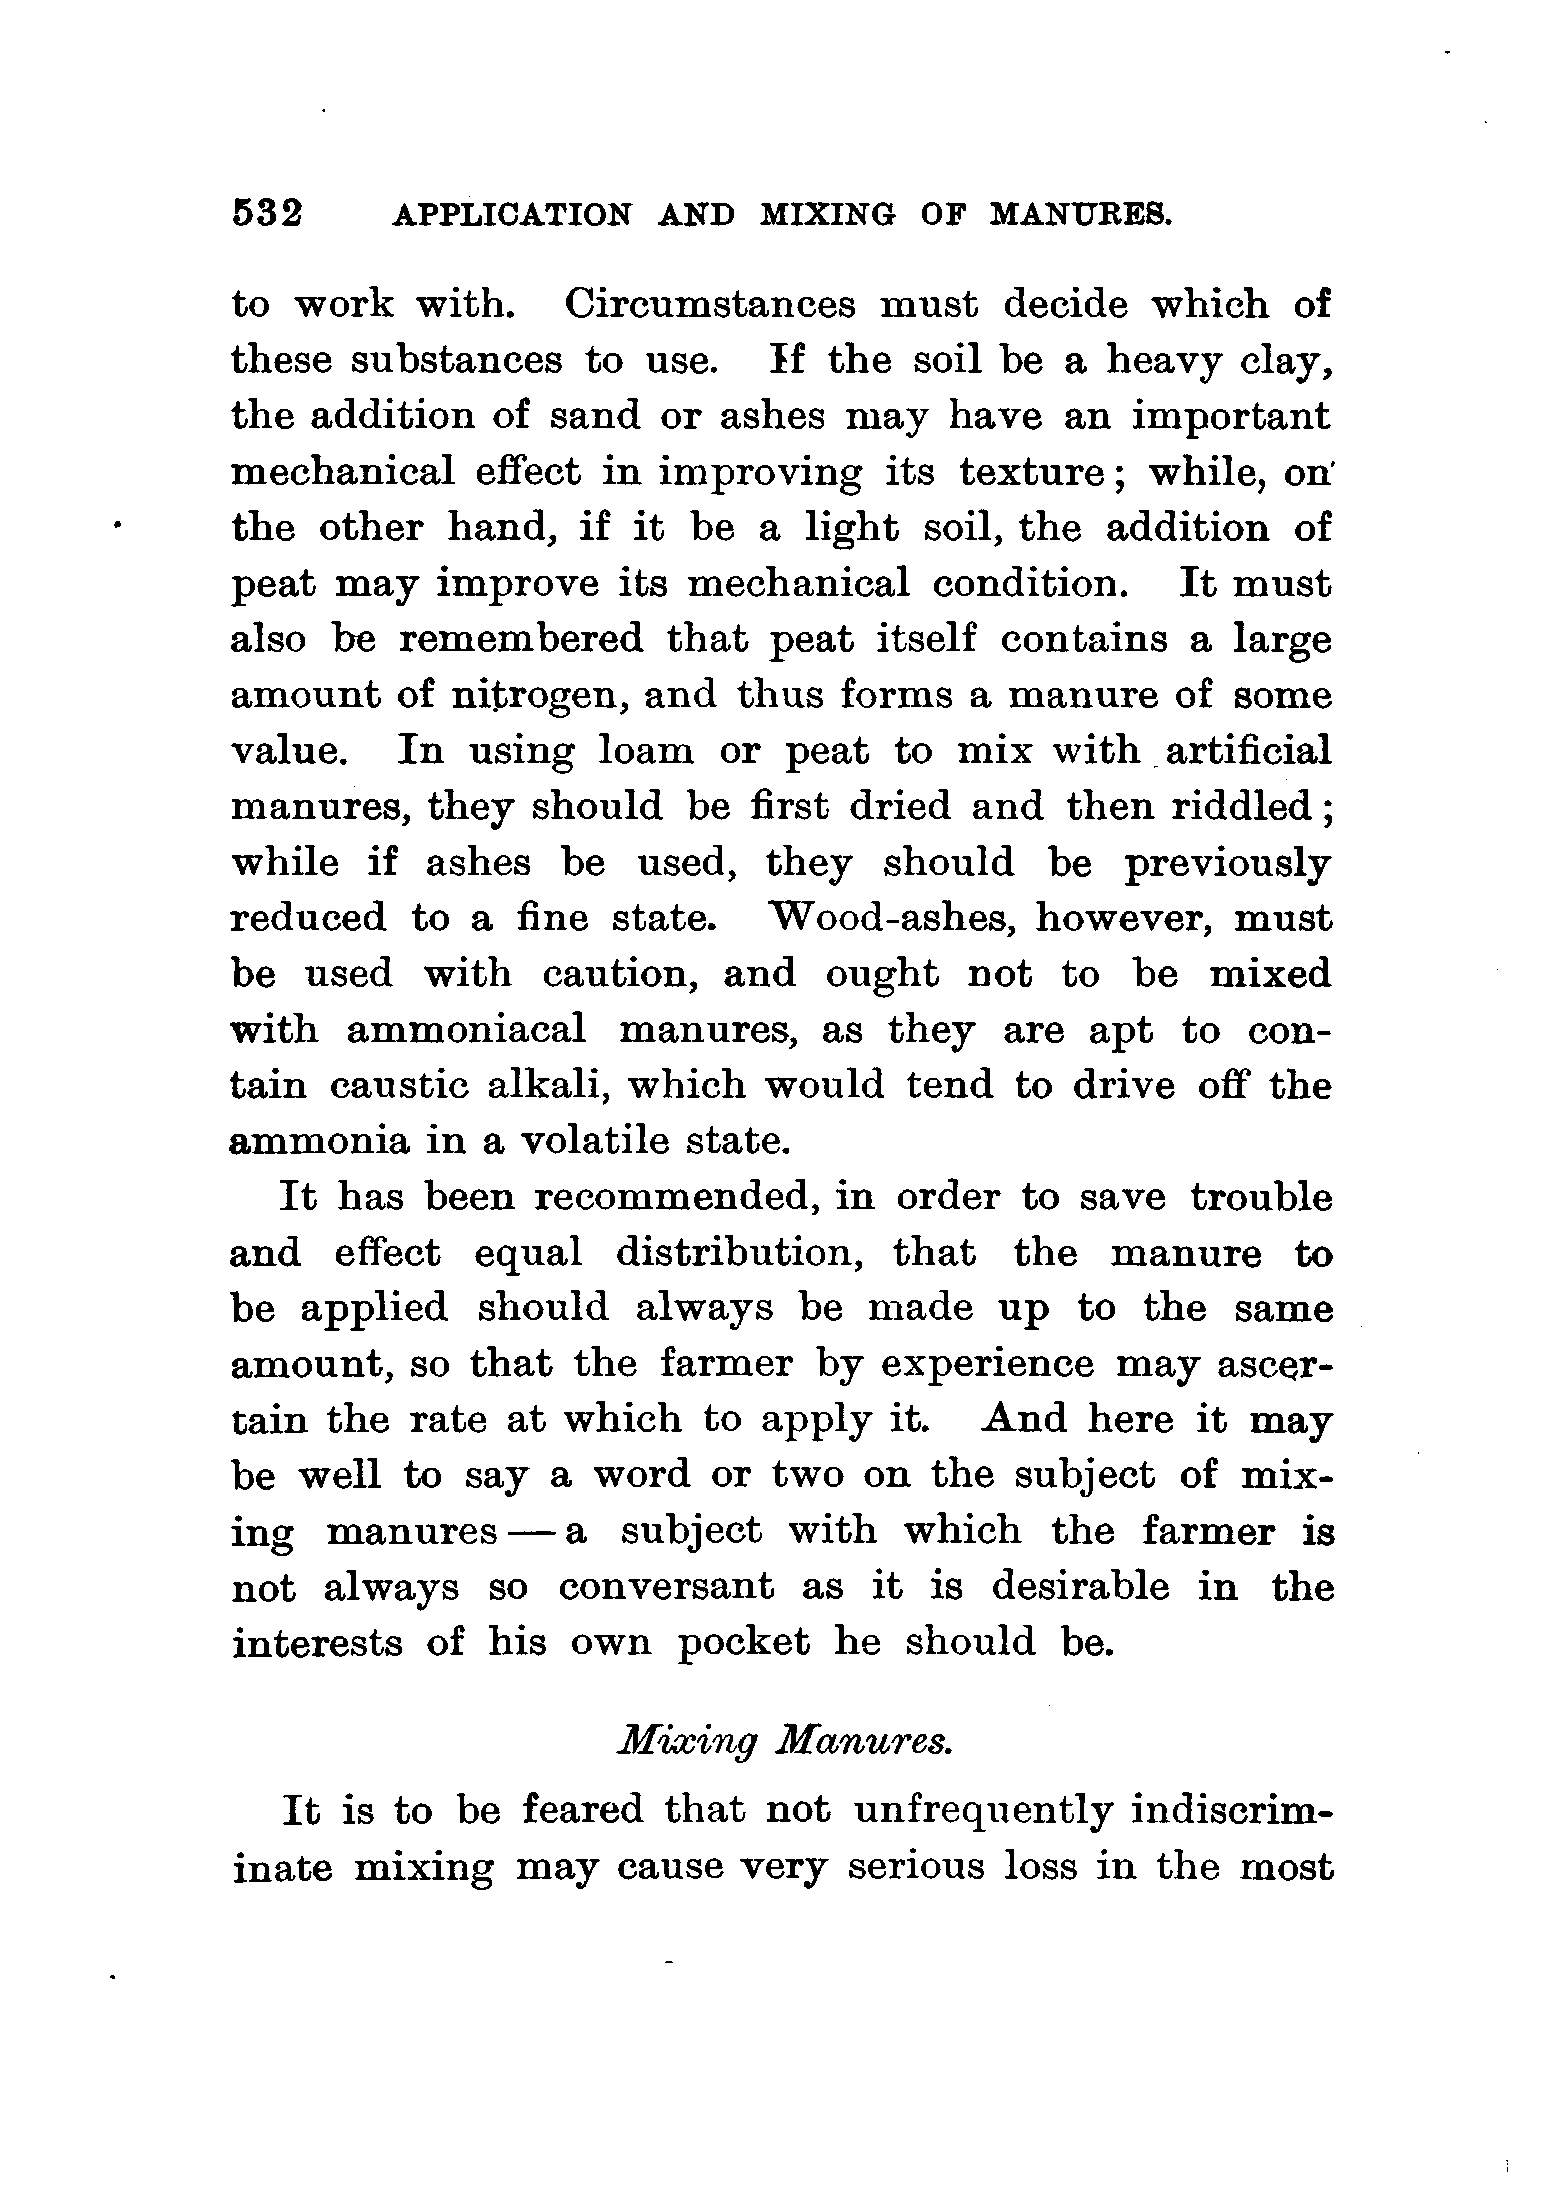 532 APPLICATION AND MIXING OF MANURES.
to work with. Circumstances must decide which of
these substances to use. If the soil be a heavy clay,
the addition of sand or ashes may have an important
mechanical effect in improving its texture; while, on
the other hand, if it be a light soil, the addition of
peat may improve its mechanical condition. It must
also be remembered that peat itself contains a large
amount of nitrogen, and thus forms a manure of some
value. In using loam or peat to mix with artificial
manures, they should be first dried and then riddled;
while if ashes be used, they should be previously
reduced to a fine state. Wood-ashes, however, must
be used with caution, and ought not to be mixed
with ammoniacal manures, as they are apt to con-
tain caustic alkali, which would tend to drive off the
ammonia in a volatile state.
It has been recommended, in order to save trouble
and effect equal distribution, that the manure to
be applied should always be made up to the same
amount, so that the farmer by experience may ascer-
tain the rate at which to apply it. And here it may
be well to say a word or two on the subject of mix-
ing manures — a subject with which the farmer is
not always so conversant as it is desirable in the
interests of his own pocket he should be.
Mixing Manures.
It is to be feared that not unfrequently indiscrim-
inate mixing may cause very serious loss in the most